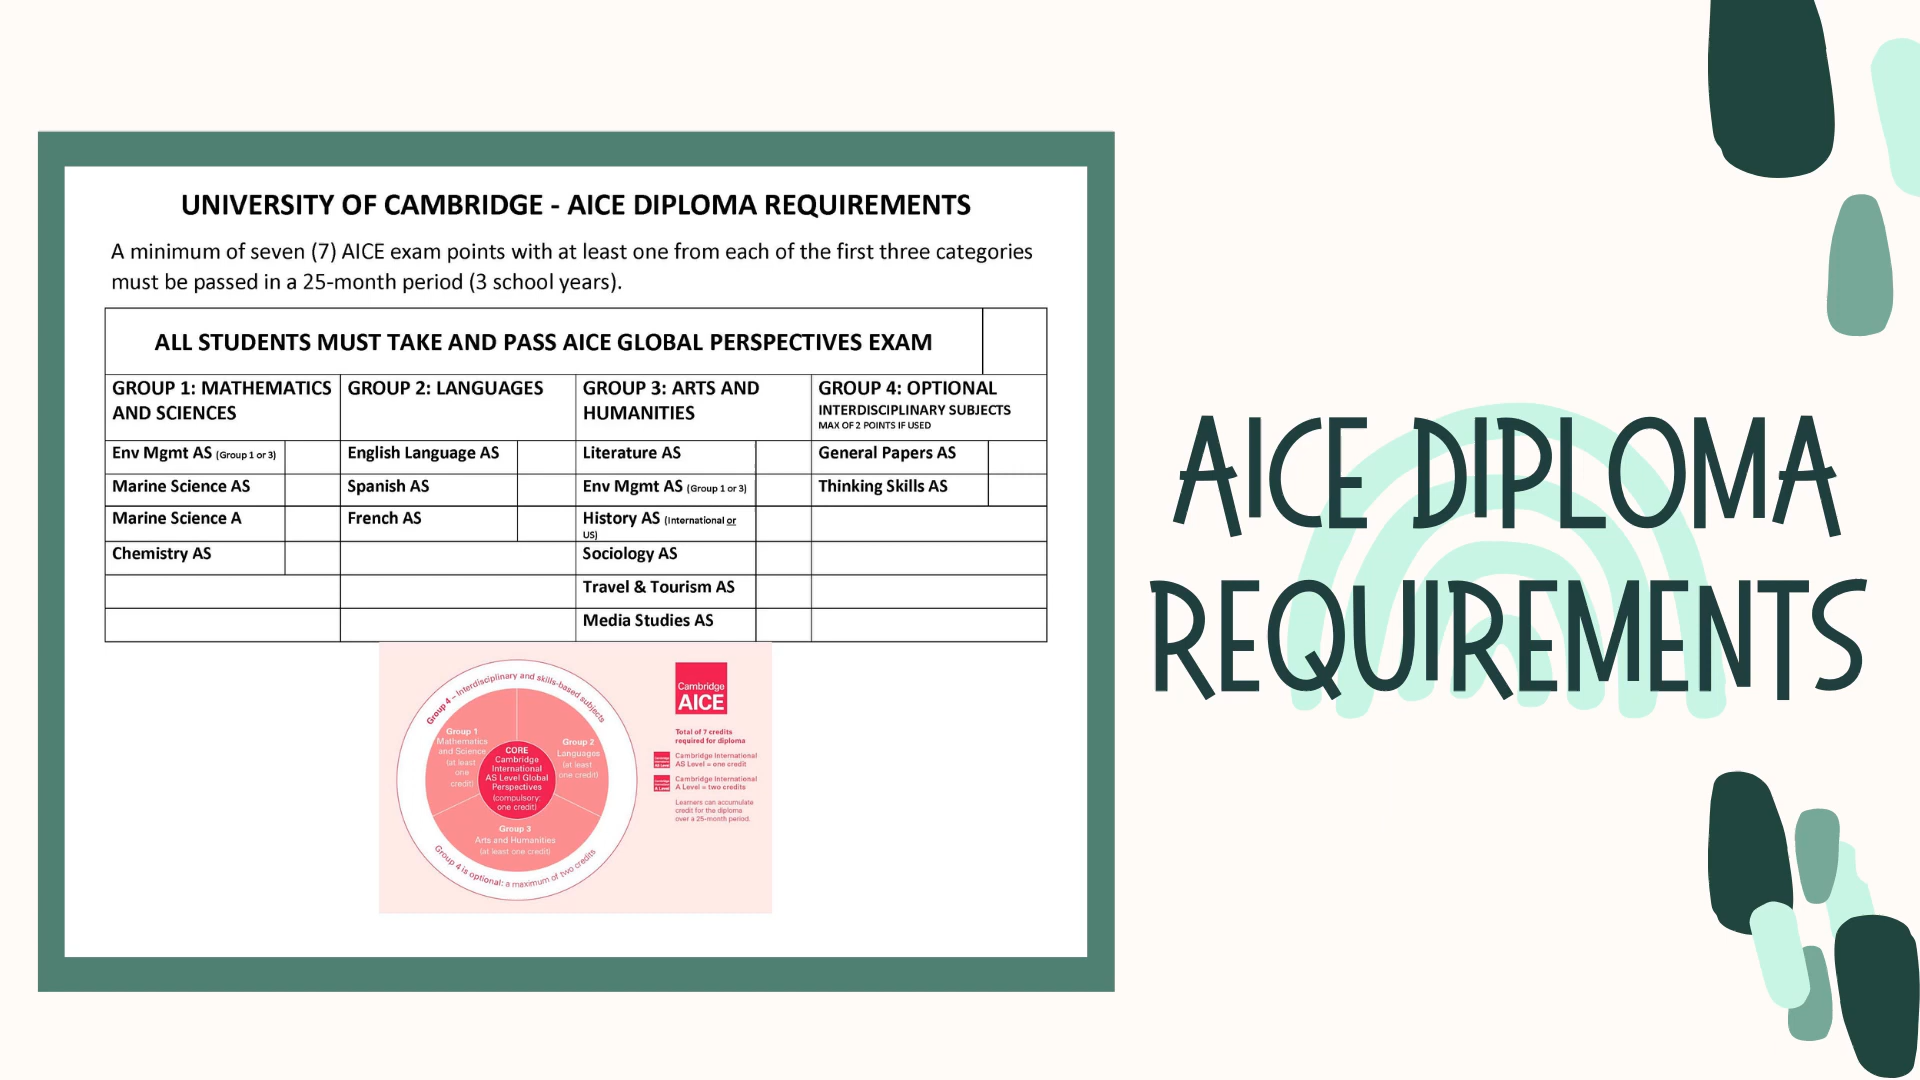 UNIVERSITY OF CAMBRIDGE - AICE DIPLOMA REQUIREMENTS
A minimum of seven (7) AICE exam points with at least one from each of the first three categories
must be passed in a 25-month period (3 school years).
ALL STUDENTS MUST TAKE AND PASS AICE GLOBAL PERSPECTIVES EXAM
GROUP 1: MATHEMATICS
AND SCIENCES
GROUP 2: LANGUAGES
GROUP 3: ARTS AND
HUMANITIES
GROUP 4: OPTIONAL
INTERDISCIPLINARY SUBJECTS
MAX OF 2 POINTS IF USED
Env Mgmt AS (Group 1 or 3)
English Language AS
Literature AS
General Papers AS
Marine Science AS
Spanish AS
Env Mgmt AS (Group 1 or 3)
Thinking Skills AS
Marine Science A
French AS
History AS (International or
US)
Chemistry AS
Sociology AS
Travel & Tourism AS
Media Studies AS
Group 4 – Interdisciplinary and skills-based subjects
Group 1
Mathematics
and Science
(at least
one
credit)
CORE
Cambridge
International
AS Level Global
Perspectives
(compulsory:
one credit)
Group 2
Languages
(at least
one credit)
Group 3
Arts and Humanities
(at least one credit)
Group 4 is optional: a maximum of two credits
Cambridge
AICE
Total of 7 credits
required for diploma
Cambridge International
AS Level = one credit
Cambridge International
A Level = two credits
Learners can accumulate
credit for the diploma
over a 25-month period.
AICE DIPLOMA
REQUIREMENTS